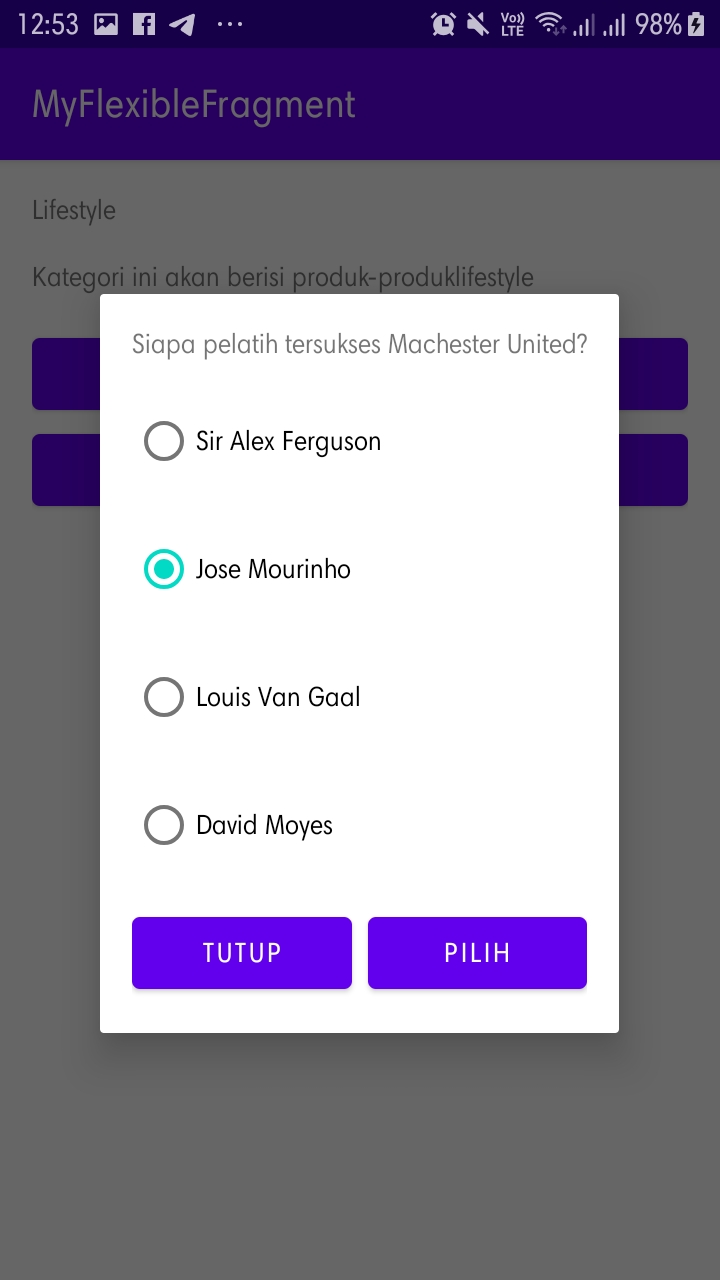 12:53
Vo))
LTE
98%
MyFlexibleFragment
Lifestyle
Kategori ini akan berisi produk-produklifestyle
Siapa pelatih tersukses Machester United?
Sir Alex Ferguson
Jose Mourinho
Louis Van Gaal
David Moyes
TUTUP
PILIH